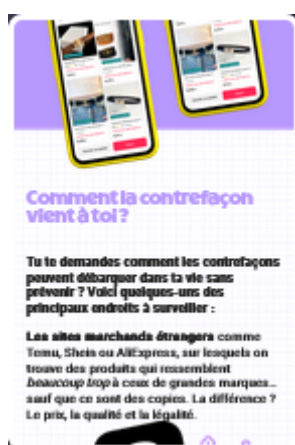 Comment la contrefaçon
vient à toi ?
Tu te demandes comment les contrefaçons
peuvent débarquer dans ta vie sans
prévenir ? Voici quelques-uns des
principaux endroits à surveiller :
Les sites marchands étrangers comme
Temu, Shein ou AliExpress, sur lesquels on
trouve des produits qui ressemblent
beaucoup trop à ceux de grandes marques...
sauf que ce sont des copies. La différence ?
Le prix, la qualité et la légalité.